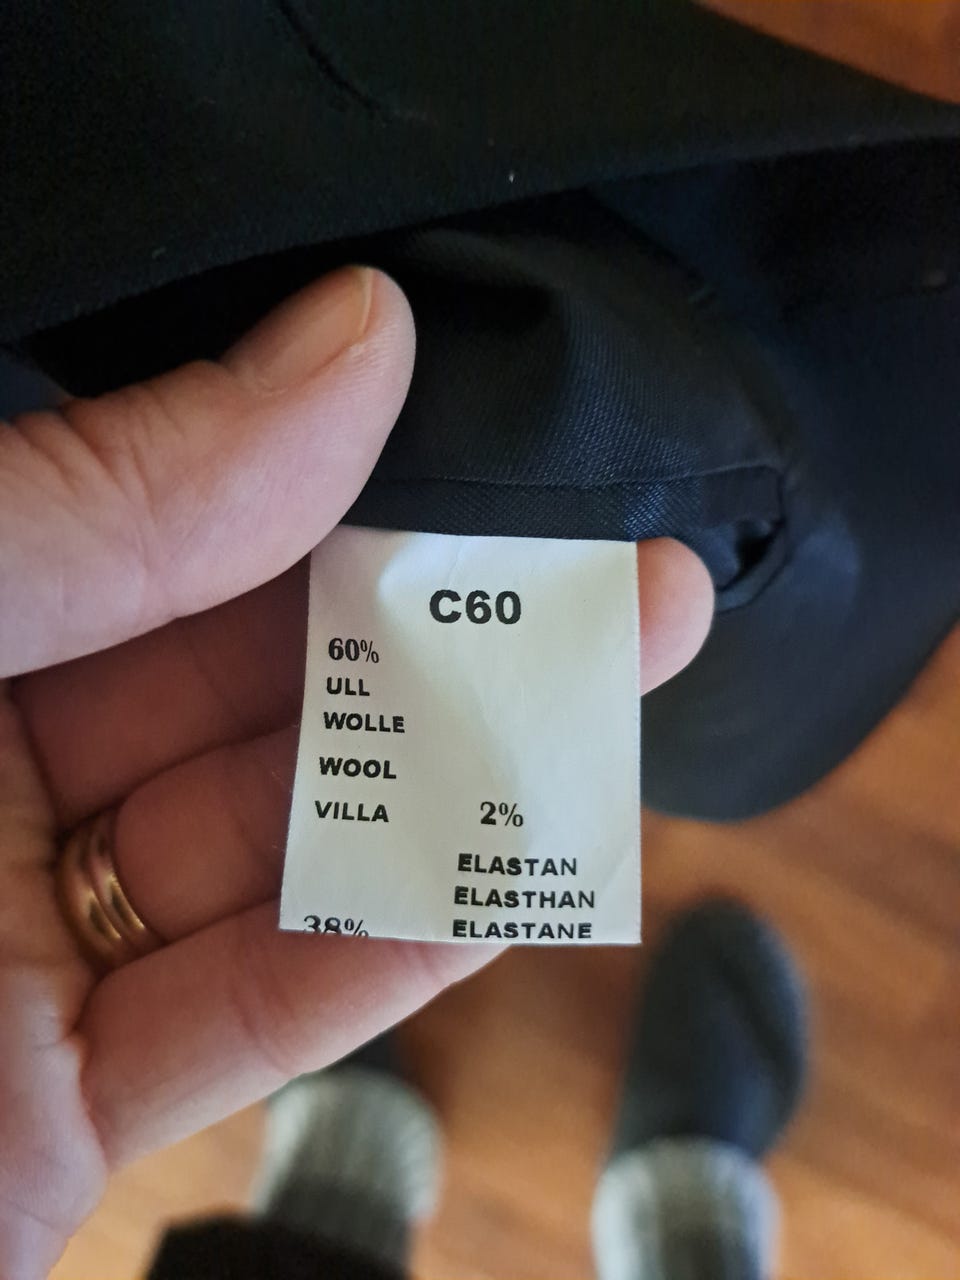 C60
60%
ULL
WOLLE
WOOL
VILLA
38%
2%
ELASTAN
ELASTHAN
ELASTANE